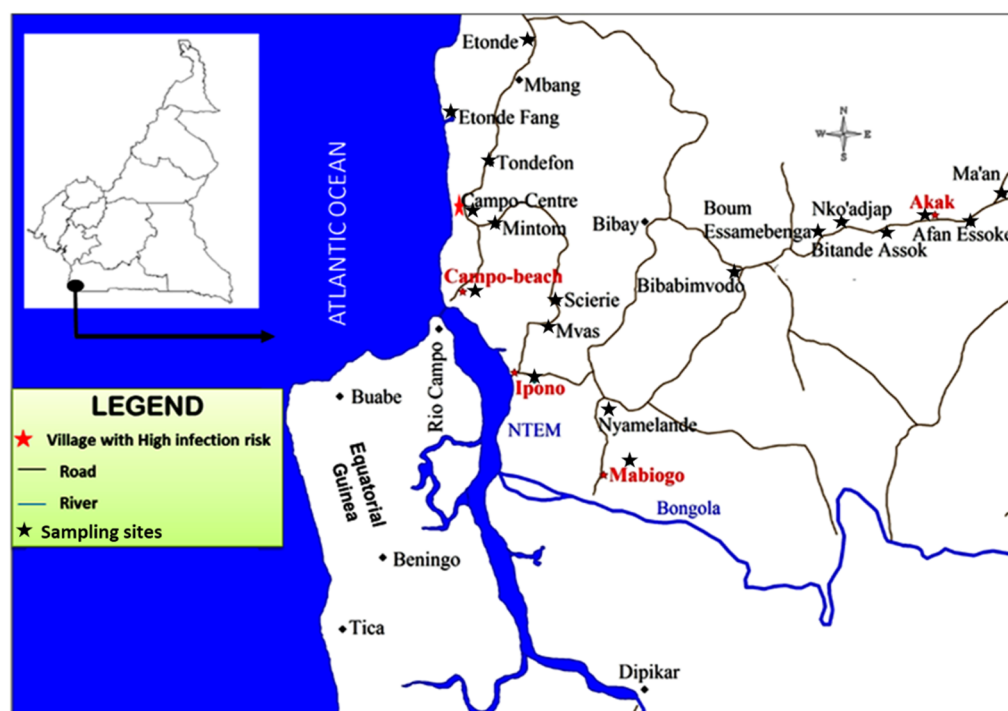 Etonde
Mbang
Etonde Fang
Tondefon
Campo Centre
Mintom
Campo-beach
Scierie
Mvas
Ipono
NTEM
Nyamelande
Mabiogo
Bongola
Bibay
Boum
Essamebenga
Bibabimvodo
Nko'adjap
Bitande Assok
Akak
Afan Essoke
Ma'an
N
W
E
S
ATLANTIC OCEAN
Rio Campo
Buabe
Equatorial
Guinea
Beningo
Tica
Dipikar
LEGEND
Village with High infection risk
Road
River
Sampling sites